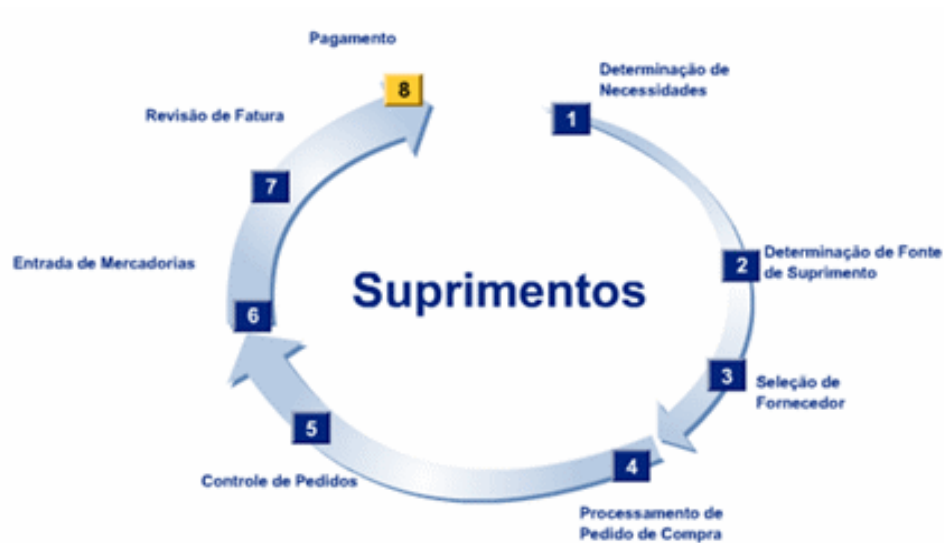 Pagamento
8
Determinação de
Necessidades
1
Revisão de Fatura
7
Determinação de Fonte
de Suprimento
2
Entrada de Mercadorias
6
Suprimentos
3
Seleção de
Fornecedor
5
Controle de Pedidos
4
Processamento de
Pedido de Compra